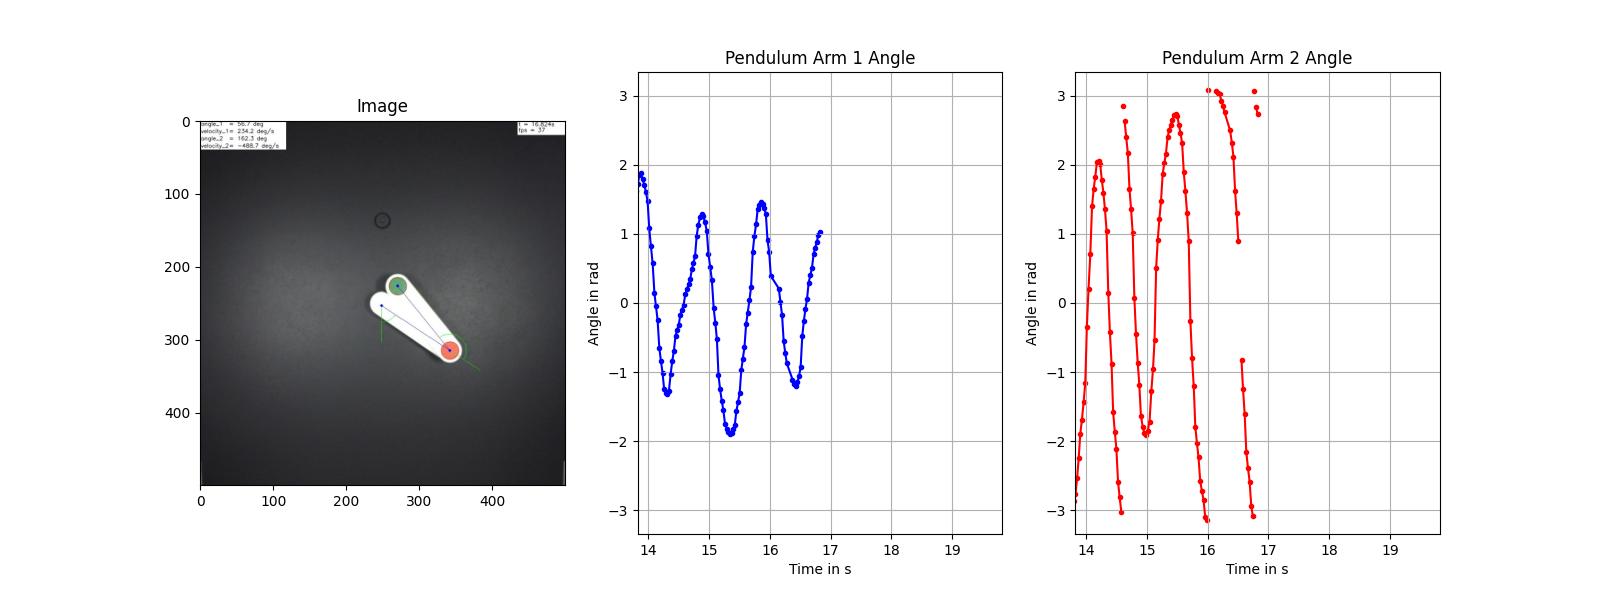 Image
angle_1 = 56.7 deg
velocity_1= 234.2 deg/s
angle_2 = 162.3 deg
velocity_2= -488.7 deg/s
t = 16.824s
fps = 37
0
100
200
300
400
0 100 200 300 400
Pendulum Arm 1 Angle
Angle in rad
3
2
1
0
−1
−2
−3
14 15 16 17 18 19
Time in s
Pendulum Arm 2 Angle
Angle in rad
3
2
1
0
−1
−2
−3
14 15 16 17 18 19
Time in s